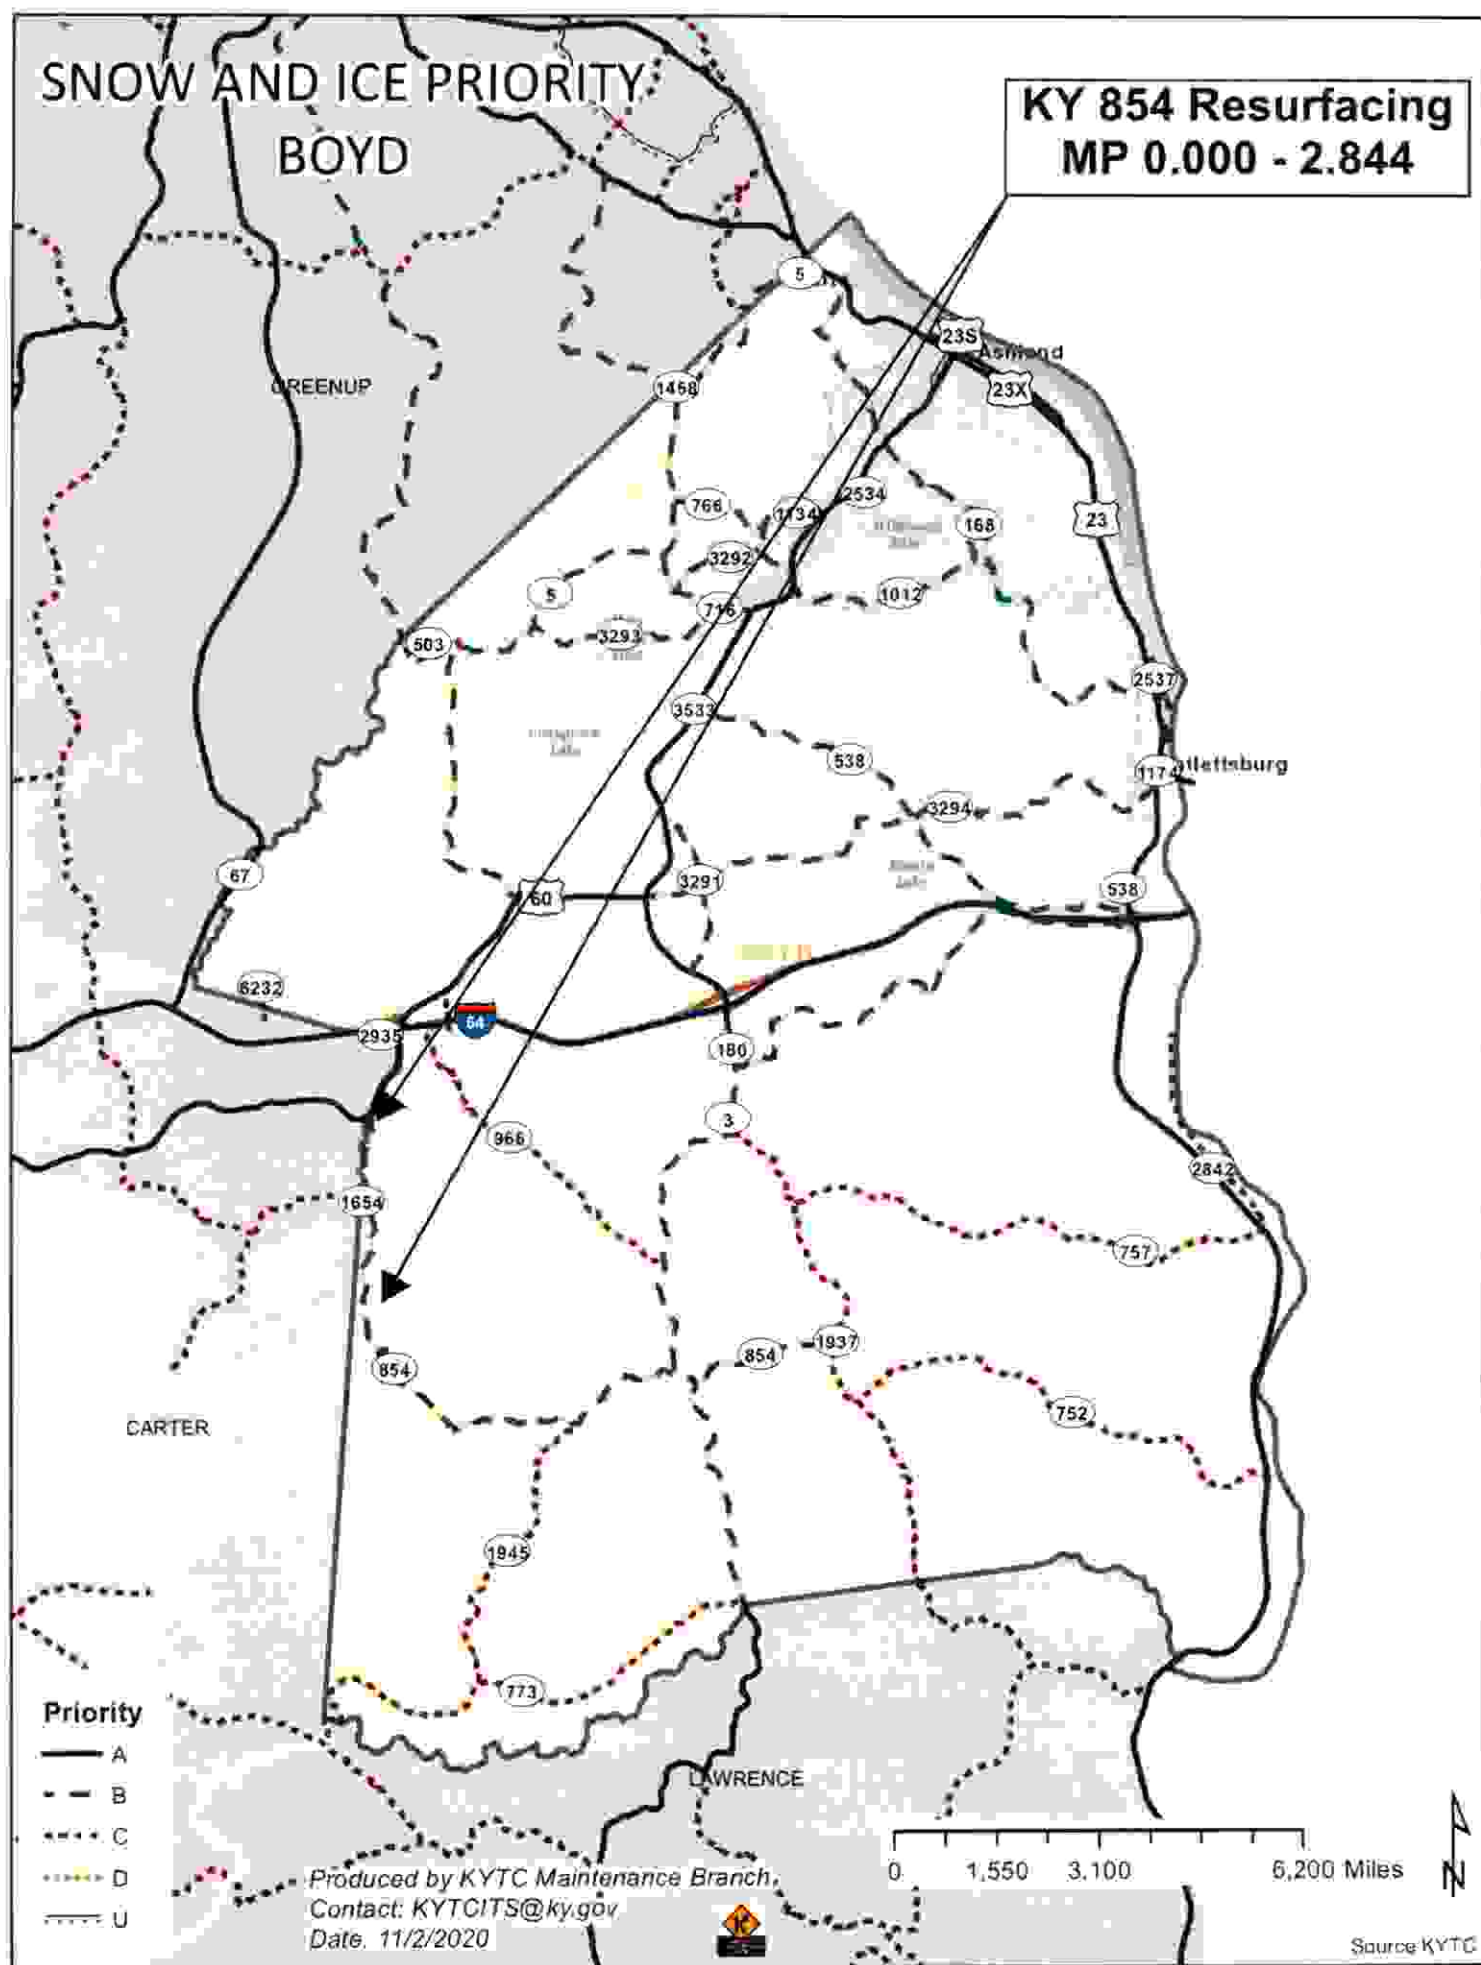 SNOW AND ICE PRIORITY
BOYD
KY 854 Resurfacing
MP 0.000 - 2.844
5
23S
Ashland
23X
GREENUP
1458
766
1134
2534
168
23
3292
5
716
1012
503
3293
2537
3533
538
1174
3294
67
3291
538
60
6232
2935
64
180
3
966
2842
1654
757
854
854
1937
CARTER
752
1945
773
Priority
A
B
C
D
U
LAWRENCE
0 1,550 3,100 6,200 Miles
N
Produced by KYTC Maintenance Branch.
Contact: KYTCITS@ky.gov
Date. 11/2/2020
Source KYTC